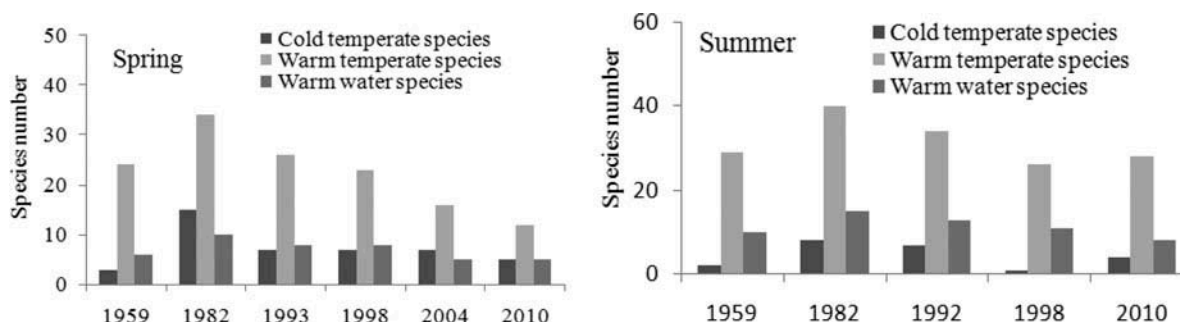 Spring
Cold temperate species
Warm temperate species
Warm water species
Species number
50
40
30
20
10
0
1959 1982 1993 1998 2004 2010
Summer
Cold temperate species
Warm temperate species
Warm water species
Species number
60
40
20
0
1959 1982 1992 1998 2010